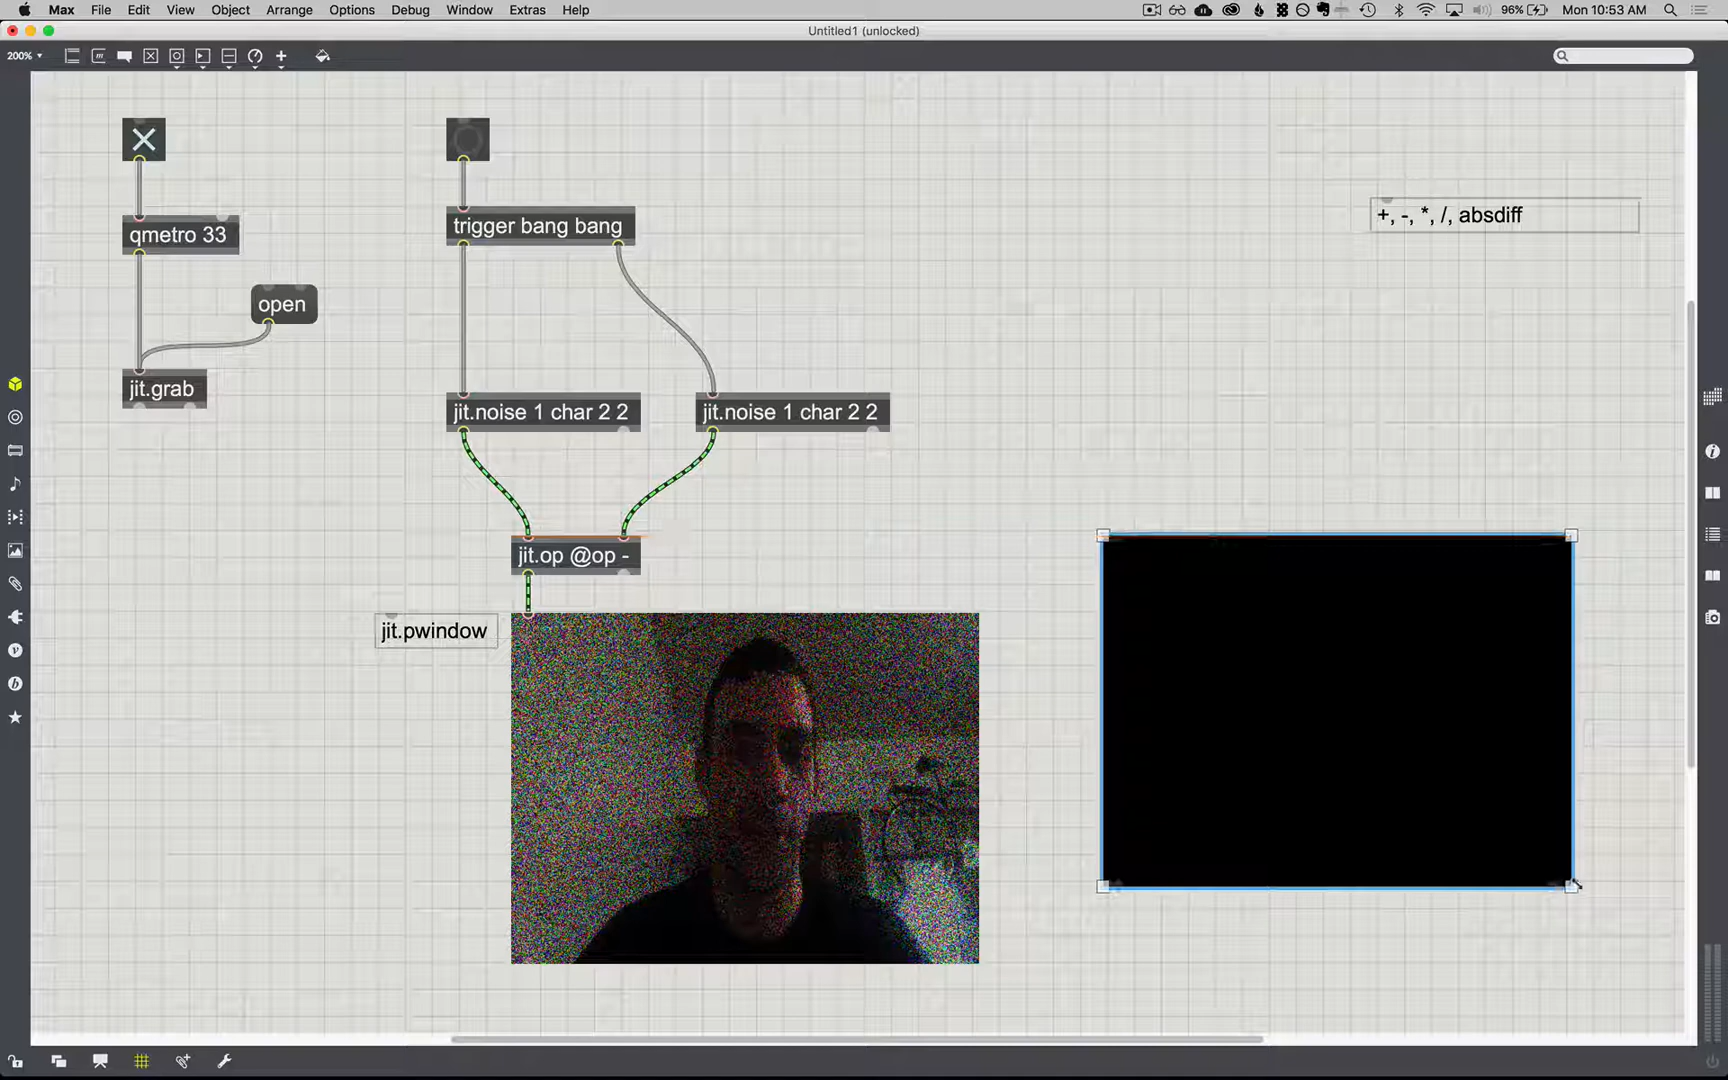 Max File Edit View Object Arrange Options Debug Window Extras Help
96% Mon 10:53 AM
Untitled1 (unlocked)
200%
trigger bang bang
+, -, *, /, absdiff
qmetro 33
open
jit.grab
jit.noise 1 char 2 2
jit.noise 1 char 2 2
jit.op @op -
jit.pwindow